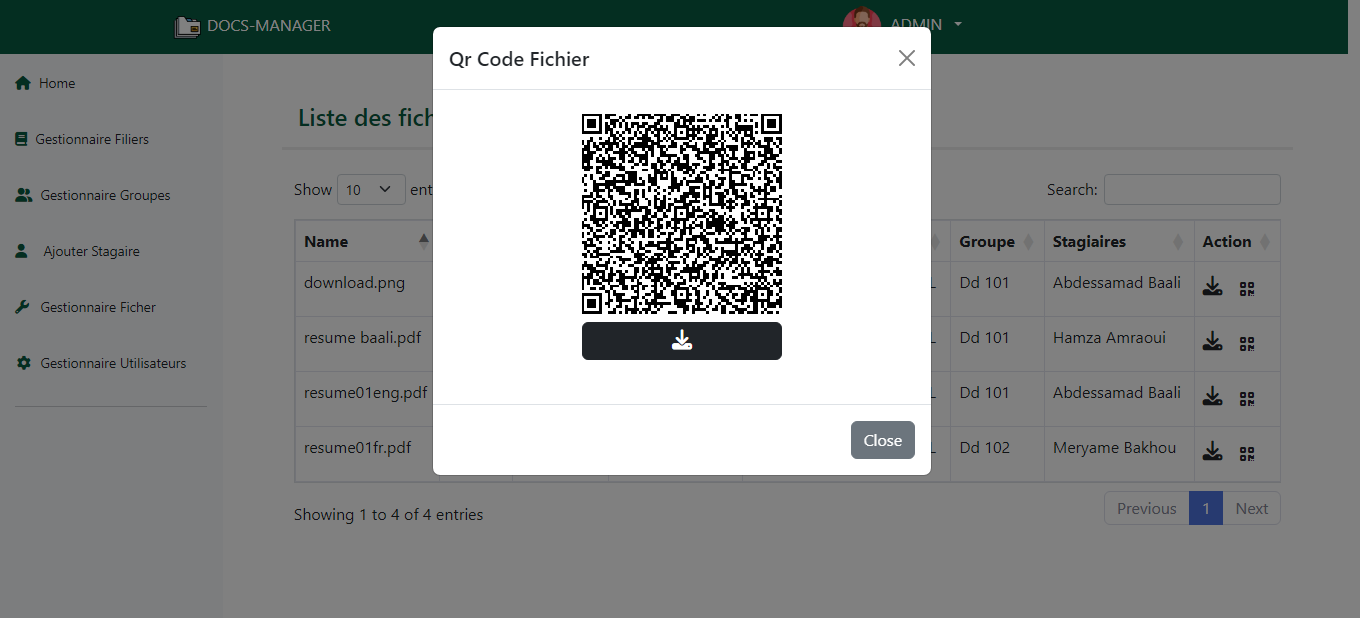 DOCS-MANAGER
ADMIN
Qr Code Fichier
Home
Gestionnaire Filiers
Gestionnaire Groupes
Ajouter Stagaire
Gestionnaire Ficher
Gestionnaire Utilisateurs
Liste des fich
Show 10 ent
Search:
Name Groupe Stagiaires Action
download.png L Dd 101 Abdessamad Baali
resume baali.pdf L Dd 101 Hamza Amraoui
resume01eng.pdf L Dd 101 Abdessamad Baali
resume01fr.pdf L Dd 102 Meryame Bakhou
Close
Showing 1 to 4 of 4 entries
Previous 1 Next